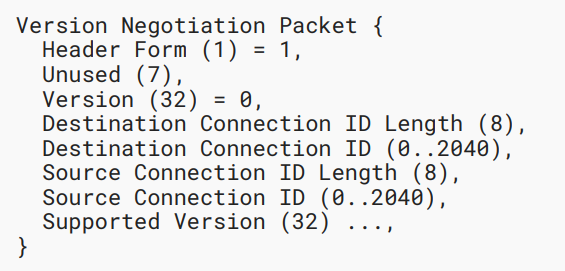 Version Negotiation Packet {
  Header Form (1) = 1,
  Unused (7),
  Version (32) = 0,
  Destination Connection ID Length (8),
  Destination Connection ID (0..2040),
  Source Connection ID Length (8),
  Source Connection ID (0..2040),
  Supported Version (32) ...,
}